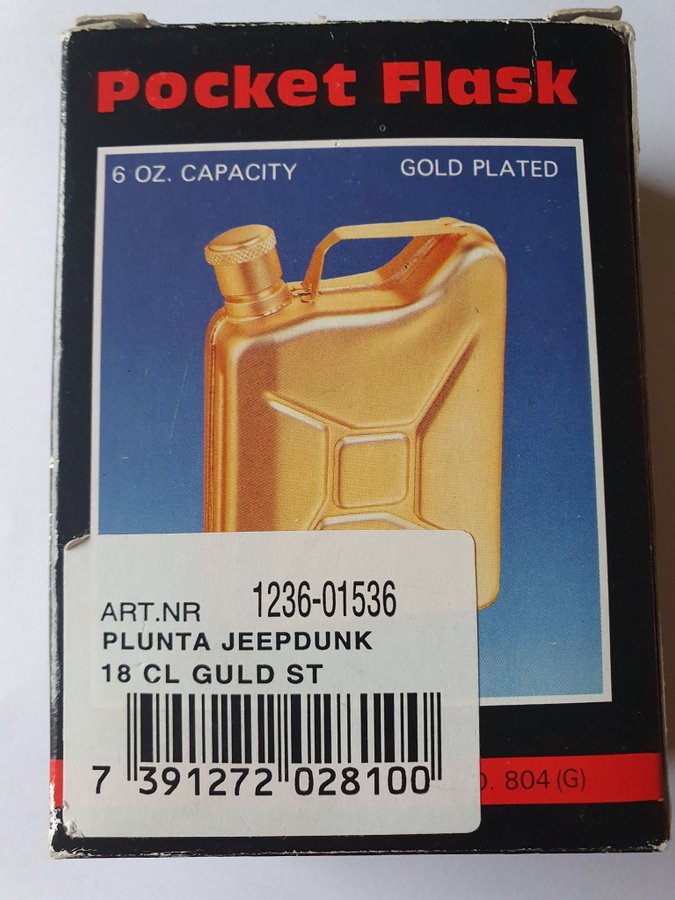 Pocket Flask
6 OZ. CAPACITY
GOLD PLATED
ART.NR 1236-01536
PLUNTA JEEPDUNK
18 CL GULD ST
7 391272 028100
804 (G)